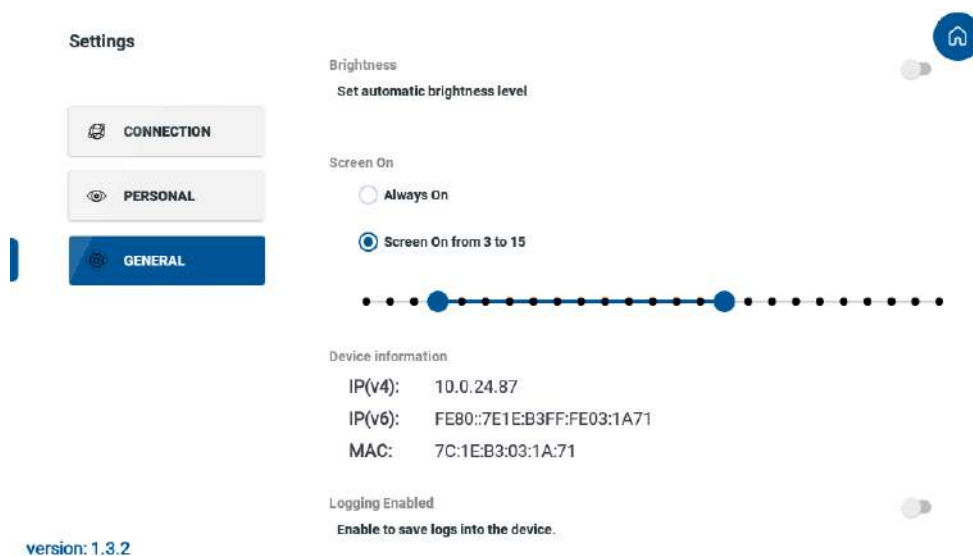 Settings
CONNECTION
PERSONAL
GENERAL
Brightness
Set automatic brightness level
Screen On
Always On
Screen On from 3 to 15
Device information
IP(v4): 10.0.24.87
IP(v6): FE80::7E1E:B3FF:FE03:1A71
MAC: 7C:1E:B3:03:1A:71
Logging Enabled
Enable to save logs into the device.
version: 1.3.2